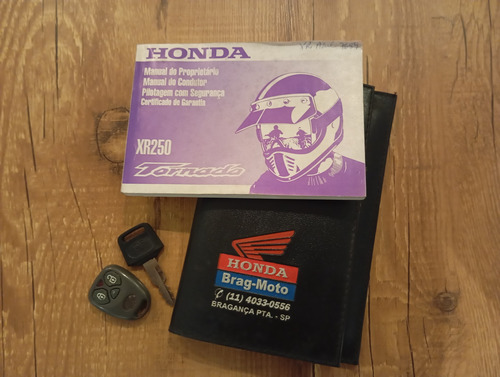 HONDA
Manual do Proprietário
Manual do Condutor
Pilotagem com Segurança
Certificado de Garantia
XR250
Tornado
HONDA
Brag-Moto
(11) 4033-0556
BRAGANÇA PTA. - SP